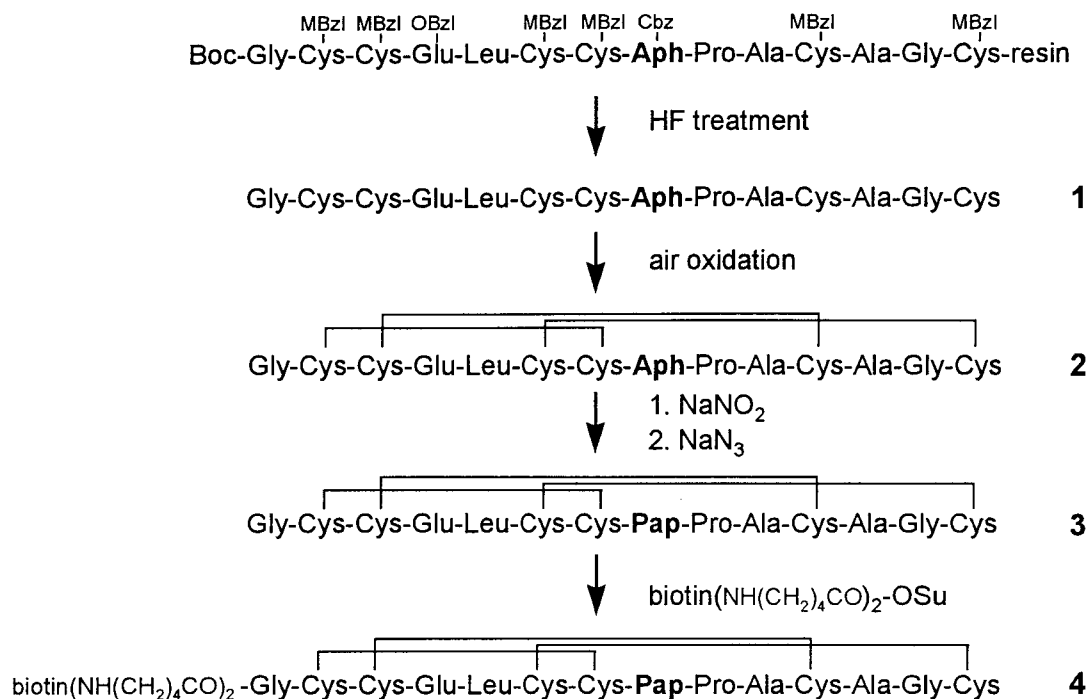 MBzl MBzl OBzl MBzl MBzl Cbz MBzl MBzl
Boc-Gly-Cys-Cys-Glu-Leu-Cys-Cys-Aph-Pro-Ala-Cys-Ala-Gly-Cys-resin
HF treatment
Gly-Cys-Cys-Glu-Leu-Cys-Cys-Aph-Pro-Ala-Cys-Ala-Gly-Cys 1
air oxidation
Gly-Cys-Cys-Glu-Leu-Cys-Cys-Aph-Pro-Ala-Cys-Ala-Gly-Cys 2
1. NaNO₂
2. NaN₃
Gly-Cys-Cys-Glu-Leu-Cys-Cys-Pap-Pro-Ala-Cys-Ala-Gly-Cys 3
biotin(NH(CH₂)₄CO)₂-OSu
biotin(NH(CH₂)₄CO)₂-Gly-Cys-Cys-Glu-Leu-Cys-Cys-Pap-Pro-Ala-Cys-Ala-Gly-Cys 4